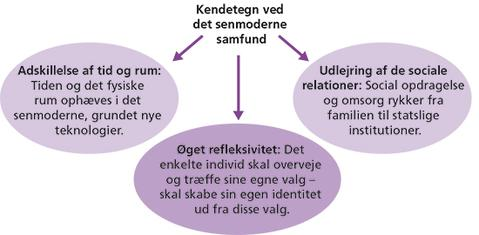 Kendetegn ved
det senmoderne
samfund
Adskillelse af tid og rum:
Tiden og det fysiske
rum ophæves i det
senmoderne, grundet nye
teknologier.
Øget refleksivitet: Det
enkelte individ skal overveje
og træffe sine egne valg –
skal skabe sin egen identitet
ud fra disse valg.
Udlejring af de sociale
relationer: Social opdragelse
og omsorg rykker fra
familien til statslige
institutioner.